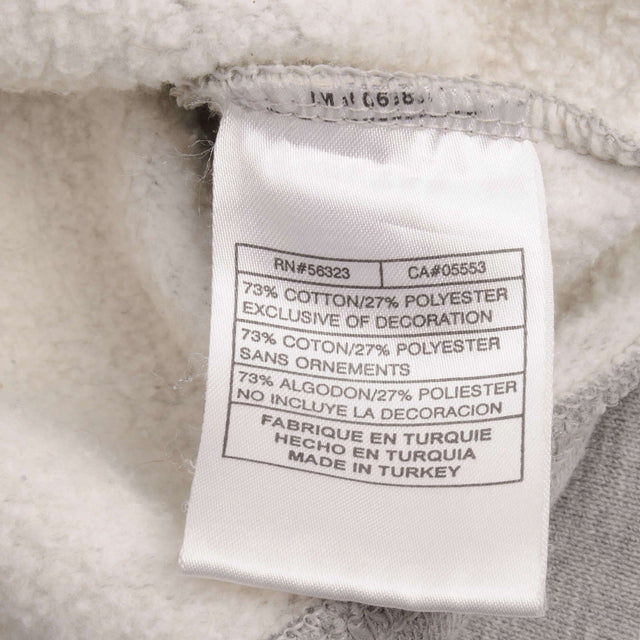 RN#56323 CA#05553
73% COTTON/27% POLYESTER
EXCLUSIVE OF DECORATION
73% COTON/27% POLYESTER
SANS ORNEMENTS
73% ALGODON/27% POLIESTER
NO INCLUYE LA DECORACION
FABRIQUE EN TURQUIE
HECHO EN TURQUIA
MADE IN TURKEY